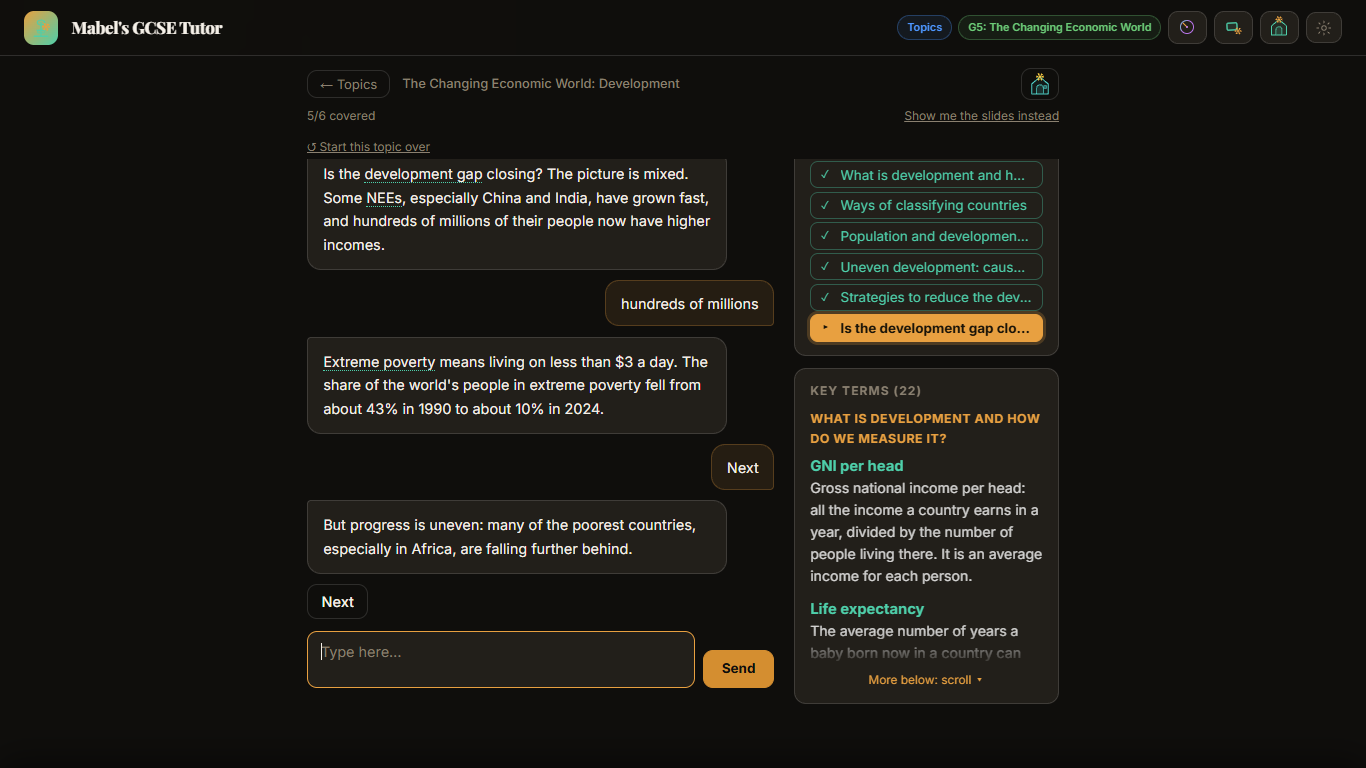 Mabel's GCSE Tutor
Topics
G5: The Changing Economic World
← Topics
The Changing Economic World: Development
5/6 covered
Show me the slides instead
↺ Start this topic over
Is the development gap closing? The picture is mixed.
Some NEEs, especially China and India, have grown fast,
and hundreds of millions of their people now have higher
incomes.
hundreds of millions
Extreme poverty means living on less than $3 a day. The
share of the world's people in extreme poverty fell from
about 43% in 1990 to about 10% in 2024.
Next
But progress is uneven: many of the poorest countries,
especially in Africa, are falling further behind.
Next
Type here...
Send
✓ What is development and h...
✓ Ways of classifying countries
✓ Population and developmen...
✓ Uneven development: caus...
✓ Strategies to reduce the dev...
▸ Is the development gap clo...
KEY TERMS (22)
WHAT IS DEVELOPMENT AND HOW
DO WE MEASURE IT?
GNI per head
Gross national income per head:
all the income a country earns in a
year, divided by the number of
people living there. It is an average
income for each person.
Life expectancy
The average number of years a
baby born now in a country can
More below: scroll ▾